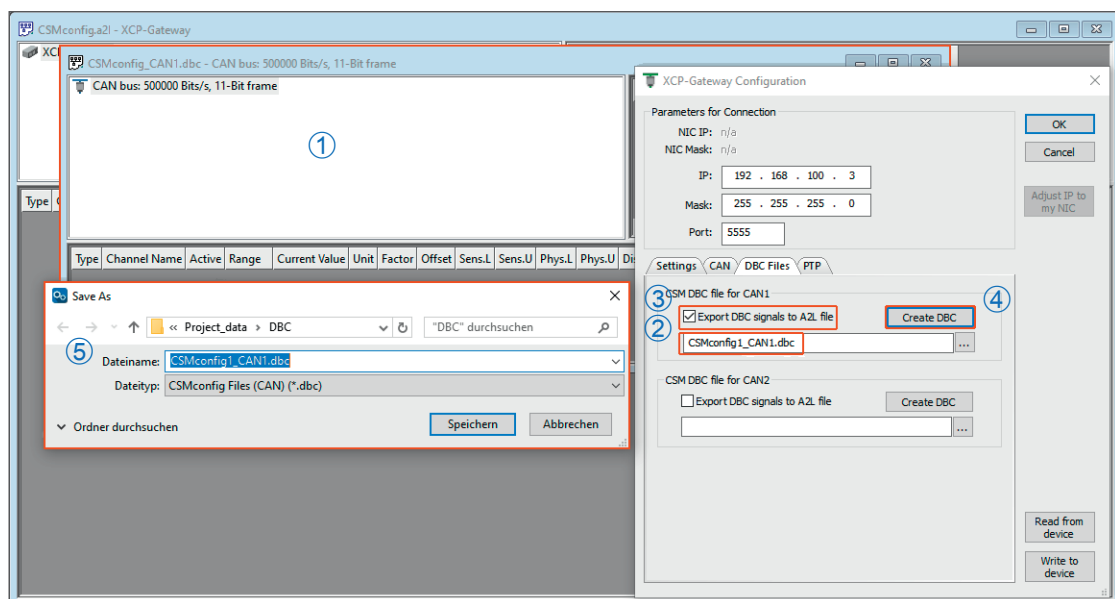 CSMconfig.a2l - XCP-Gateway
XC
CSMconfig_CAN1.dbc - CAN bus: 500000 Bits/s, 11-Bit frame
CAN bus: 500000 Bits/s, 11-Bit frame
1
Type
Type Channel Name Active Range Current Value Unit Factor Offset Sens.L Sens.U Phys.L Phys.U Di
Save As
« Project_data > DBC
"DBC" durchsuchen
5
Dateiname: CSMconfig1_CAN1.dbc
Dateityp: CSMconfig Files (CAN) (*.dbc)
Ordner durchsuchen
Speichern
Abbrechen
XCP-Gateway Configuration
Parameters for Connection
NIC IP: n/a
NIC Mask: n/a
IP: 192 . 168 . 100 . 3
Mask: 255 . 255 . 255 . 0
Port: 5555
OK
Cancel
Adjust IP to
my NIC
Settings CAN DBC Files PTP
CSM DBC file for CAN1
3
Export DBC signals to A2L file
Create DBC
4
2
CSMconfig1_CAN1.dbc
...
CSM DBC file for CAN2
Export DBC signals to A2L file
Create DBC
...
Read from
device
Write to
device